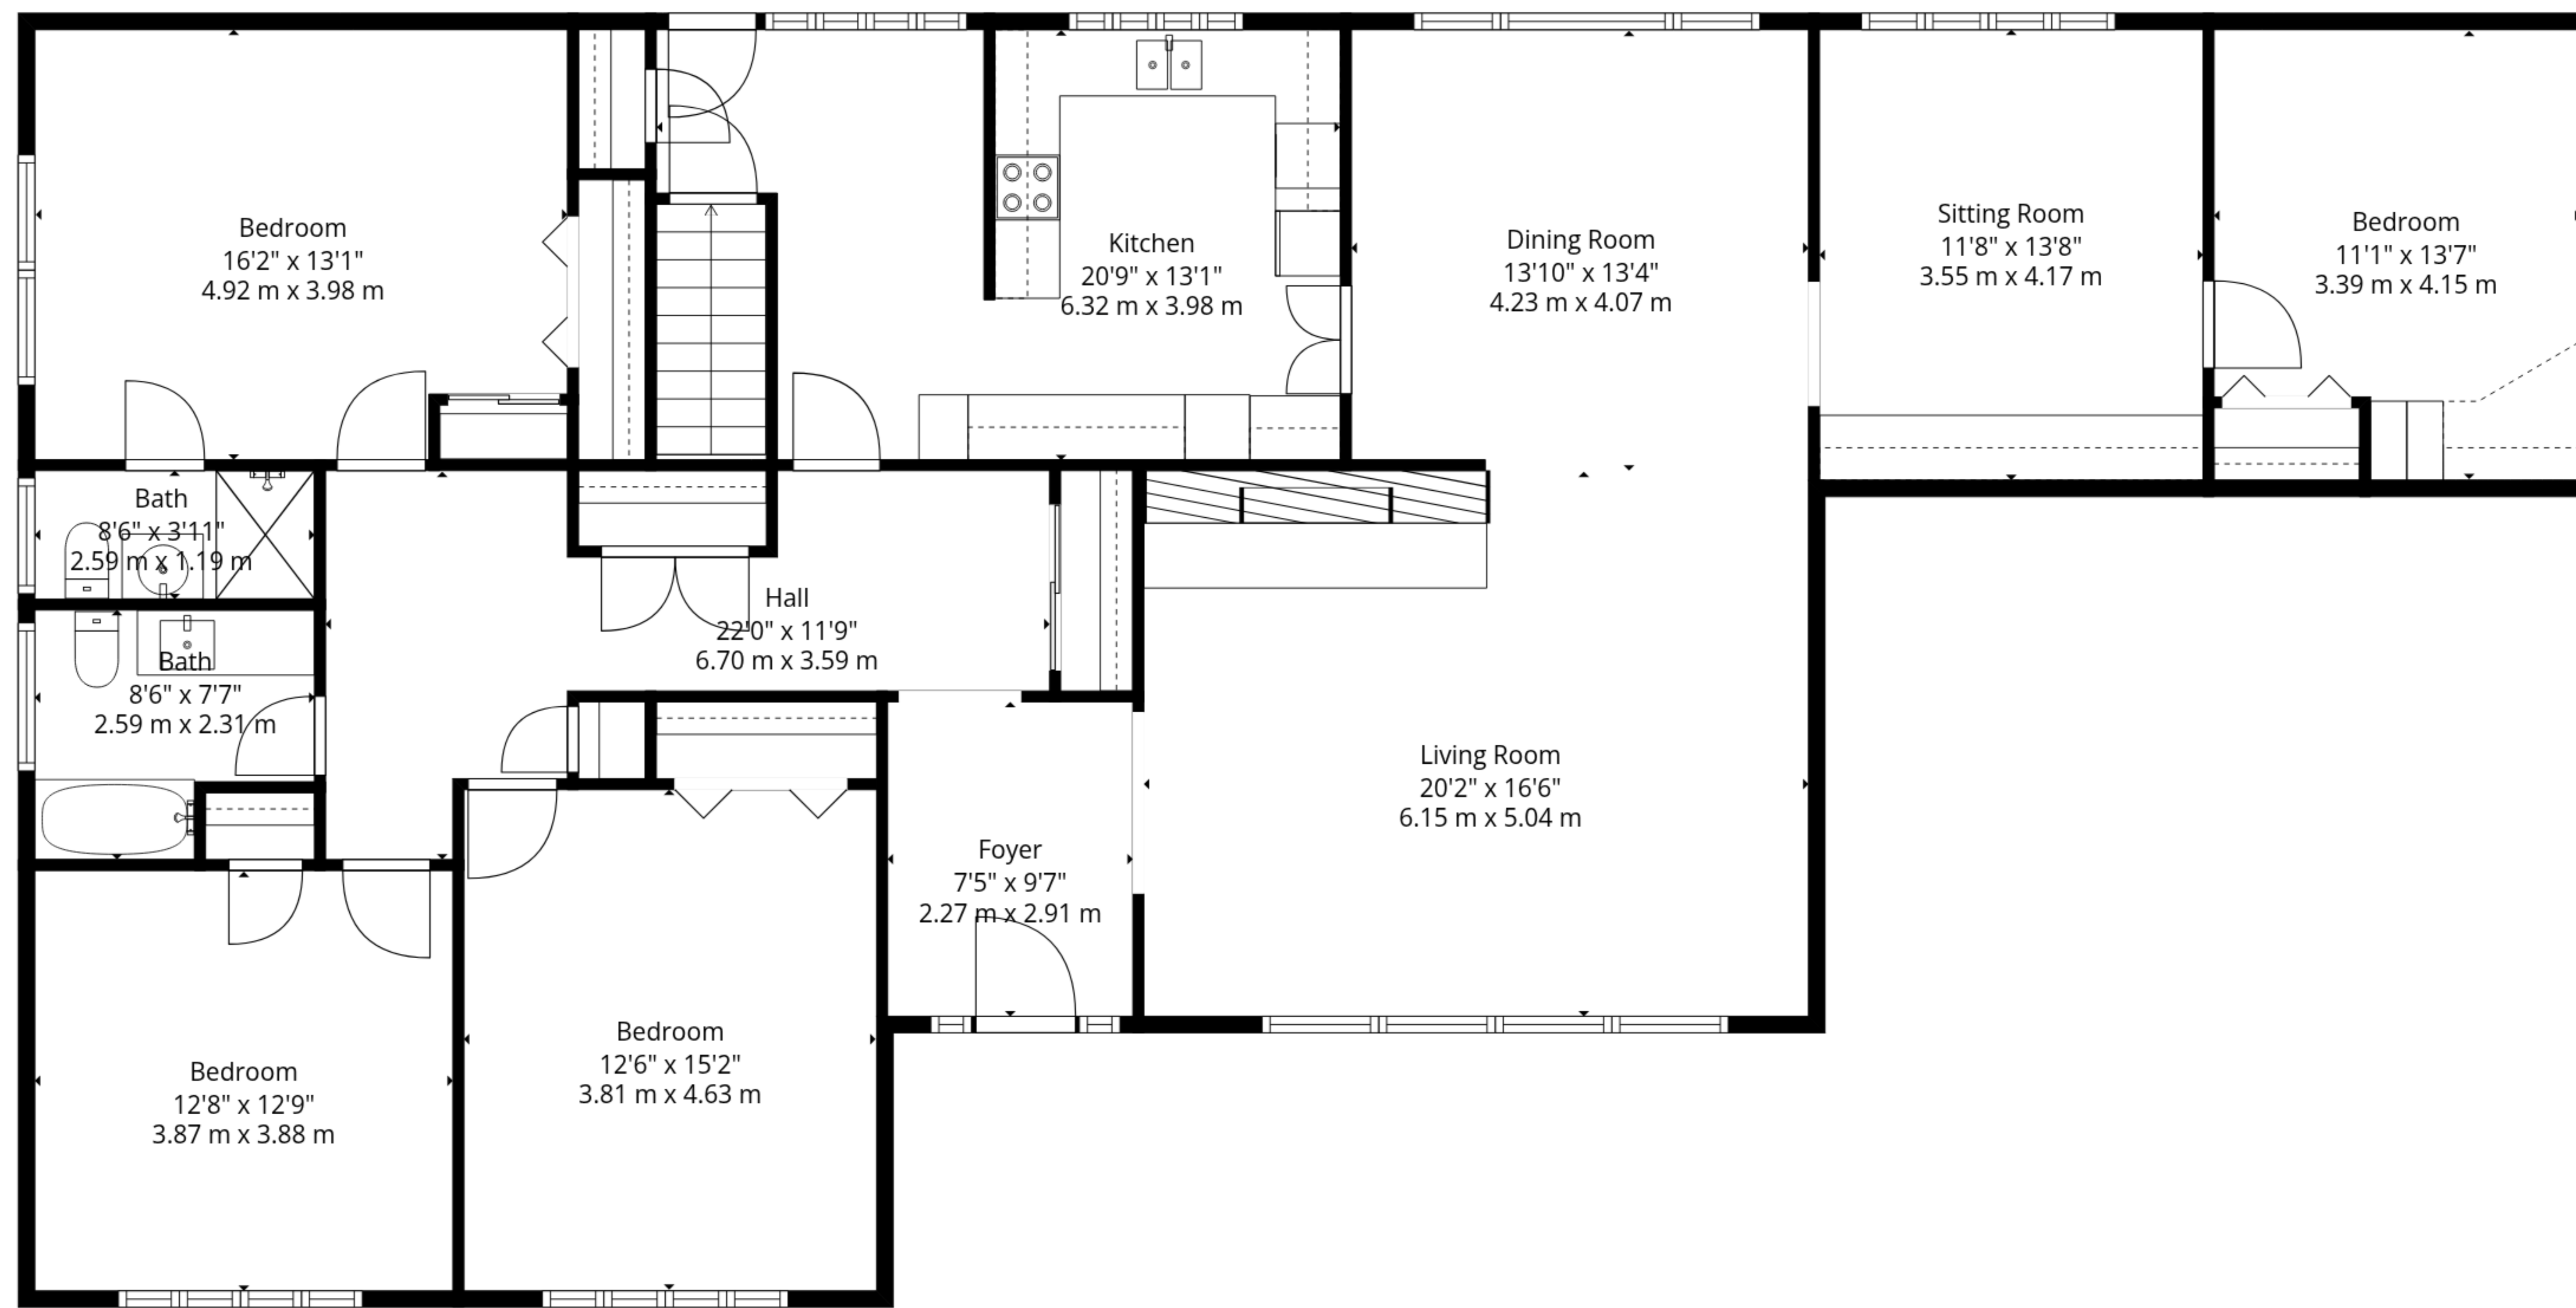 Bedroom
16'2" x 13'1"
4.92 m x 3.98 m
Kitchen
20'9" x 13'1"
6.32 m x 3.98 m
Dining Room
13'10" x 13'4"
4.23 m x 4.07 m
Sitting Room
11'8" x 13'8"
3.55 m x 4.17 m
Bedroom
11'1" x 13'7"
3.39 m x 4.15 m
Bath
8'6" x 3'11"
2.59 m x 1.19 m
Hall
22'0" x 11'9"
6.70 m x 3.59 m
Bath
8'6" x 7'7"
2.59 m x 2.31 m
Living Room
20'2" x 16'6"
6.15 m x 5.04 m
Foyer
7'5" x 9'7"
2.27 m x 2.91 m
Bedroom
12'8" x 12'9"
3.87 m x 3.88 m
Bedroom
12'6" x 15'2"
3.81 m x 4.63 m